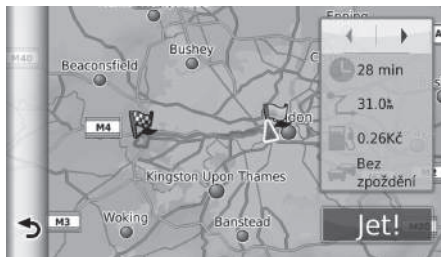 Epping
Bushey
M40
Beaconsfield
28 min
31.0
M4
don
0.26Kč
Kingston Upon Thames
Bez
zpoždění
M3
Woking
Banstead
Jet!